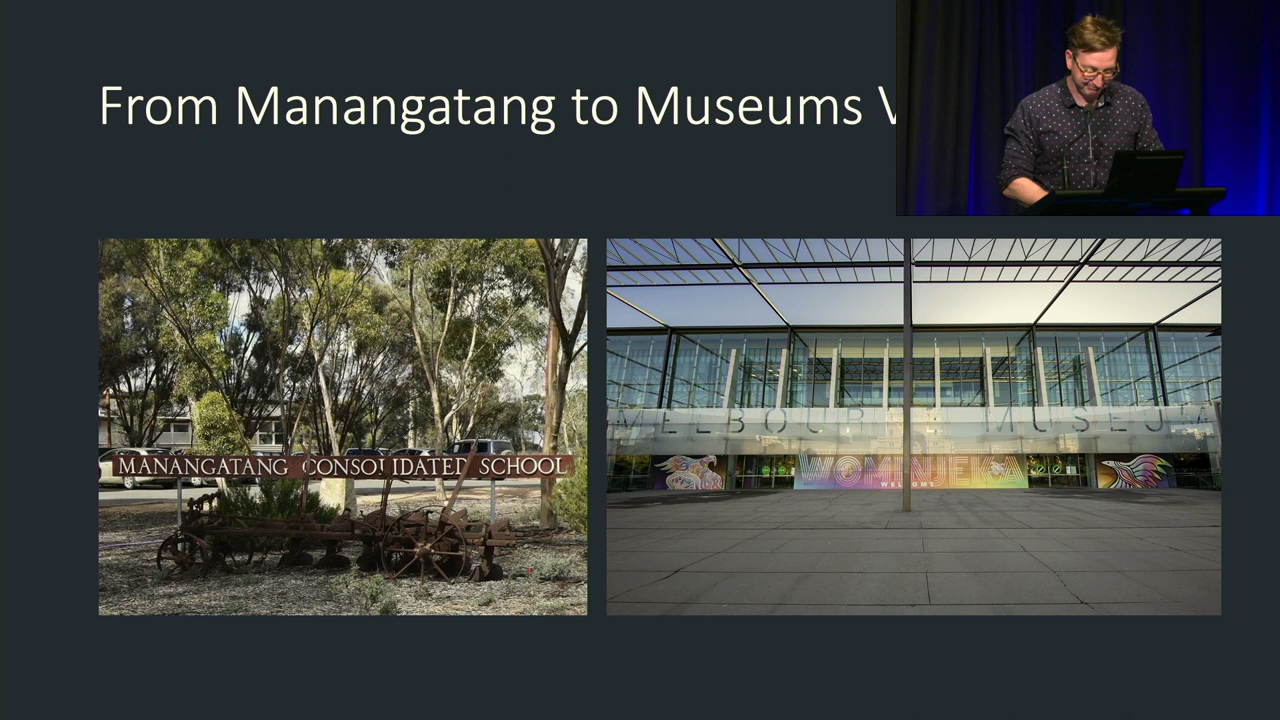 From Manangatang to Museums V
MANANGATANG CONSOLIDATED SCHOOL
MELBOURNE MUSEUM
WOMINJEKA
WELCOME